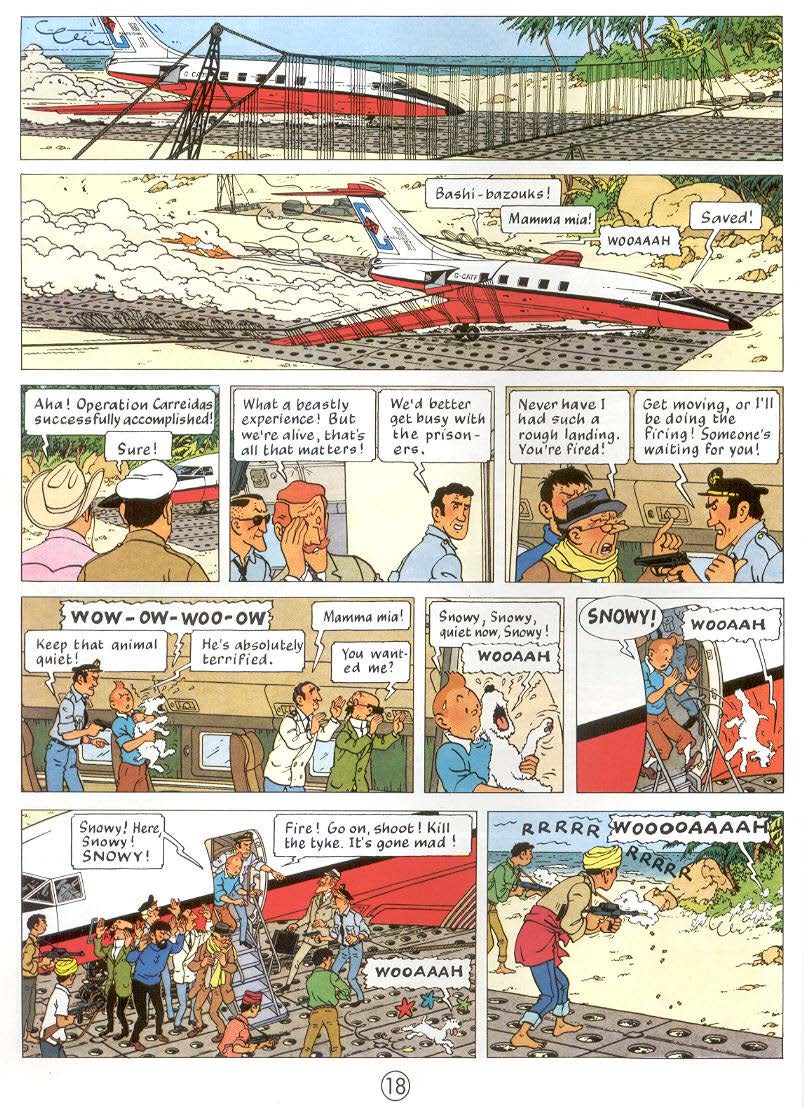 G-CATF
Bashi-bazouks!
Mamma mia!
WOOAAAH
Saved!
G-CATF
Aha! Operation Carreidas
successfully accomplished!
Sure!
What a beastly
experience! But
we're alive, that's
all that matters!
We'd better
get busy with
the prison-
ers.
Never have I
had such a
rough landing.
You're fired!
Get moving, or I'll
be doing the
firing! Someone's
waiting for you!
WOW-OW-WOO-OW
Keep that animal
quiet!
He's absolutely
terrified.
Mamma mia!
You want-
ed me?
Snowy, Snowy,
quiet now, Snowy!
WOOAAH
SNOWY!
WOOAAH
Snowy! Here,
Snowy!
SNOWY!
Fire! Go on, shoot! Kill
the tyke. It's gone mad!
WOOAAAH
RRRRR
WOOOOAAAAH
RRRRR
18